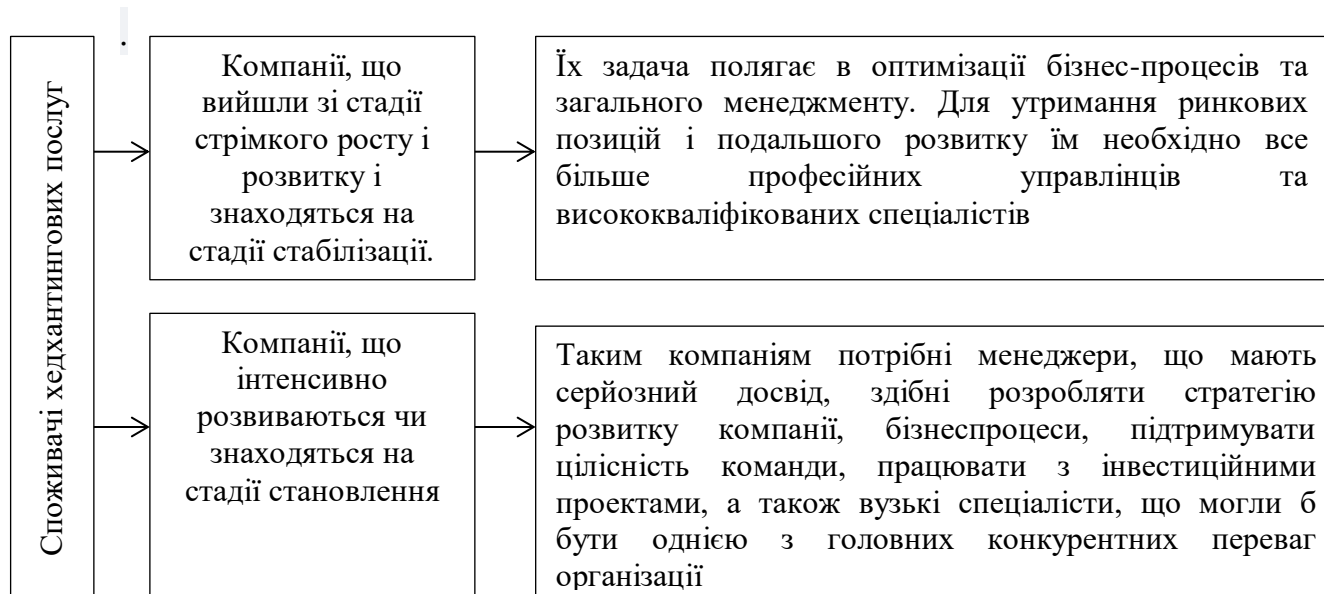 .
Споживачі хедхантингових послуг
Компанії, що
вийшли зі стадії
стрімкого росту і
розвитку і
знаходяться на
стадії стабілізації.
Їх задача полягає в оптимізації бізнес-процесів та
загального менеджменту. Для утримання ринкових
позицій і подальшого розвитку їм необхідно все
більше професійних управлінців та
висококваліфікованих спеціалістів
Компанії, що
інтенсивно
розвиваються чи
знаходяться на
стадії становлення
Таким компаніям потрібні менеджери, що мають
серйозний досвід, здібні розробляти стратегію
розвитку компанії, бізнеспроцеси, підтримувати
цілісність команди, працювати з інвестиційними
проектами, а також вузькі спеціалісти, що могли б
бути однією з головних конкурентних переваг
організації